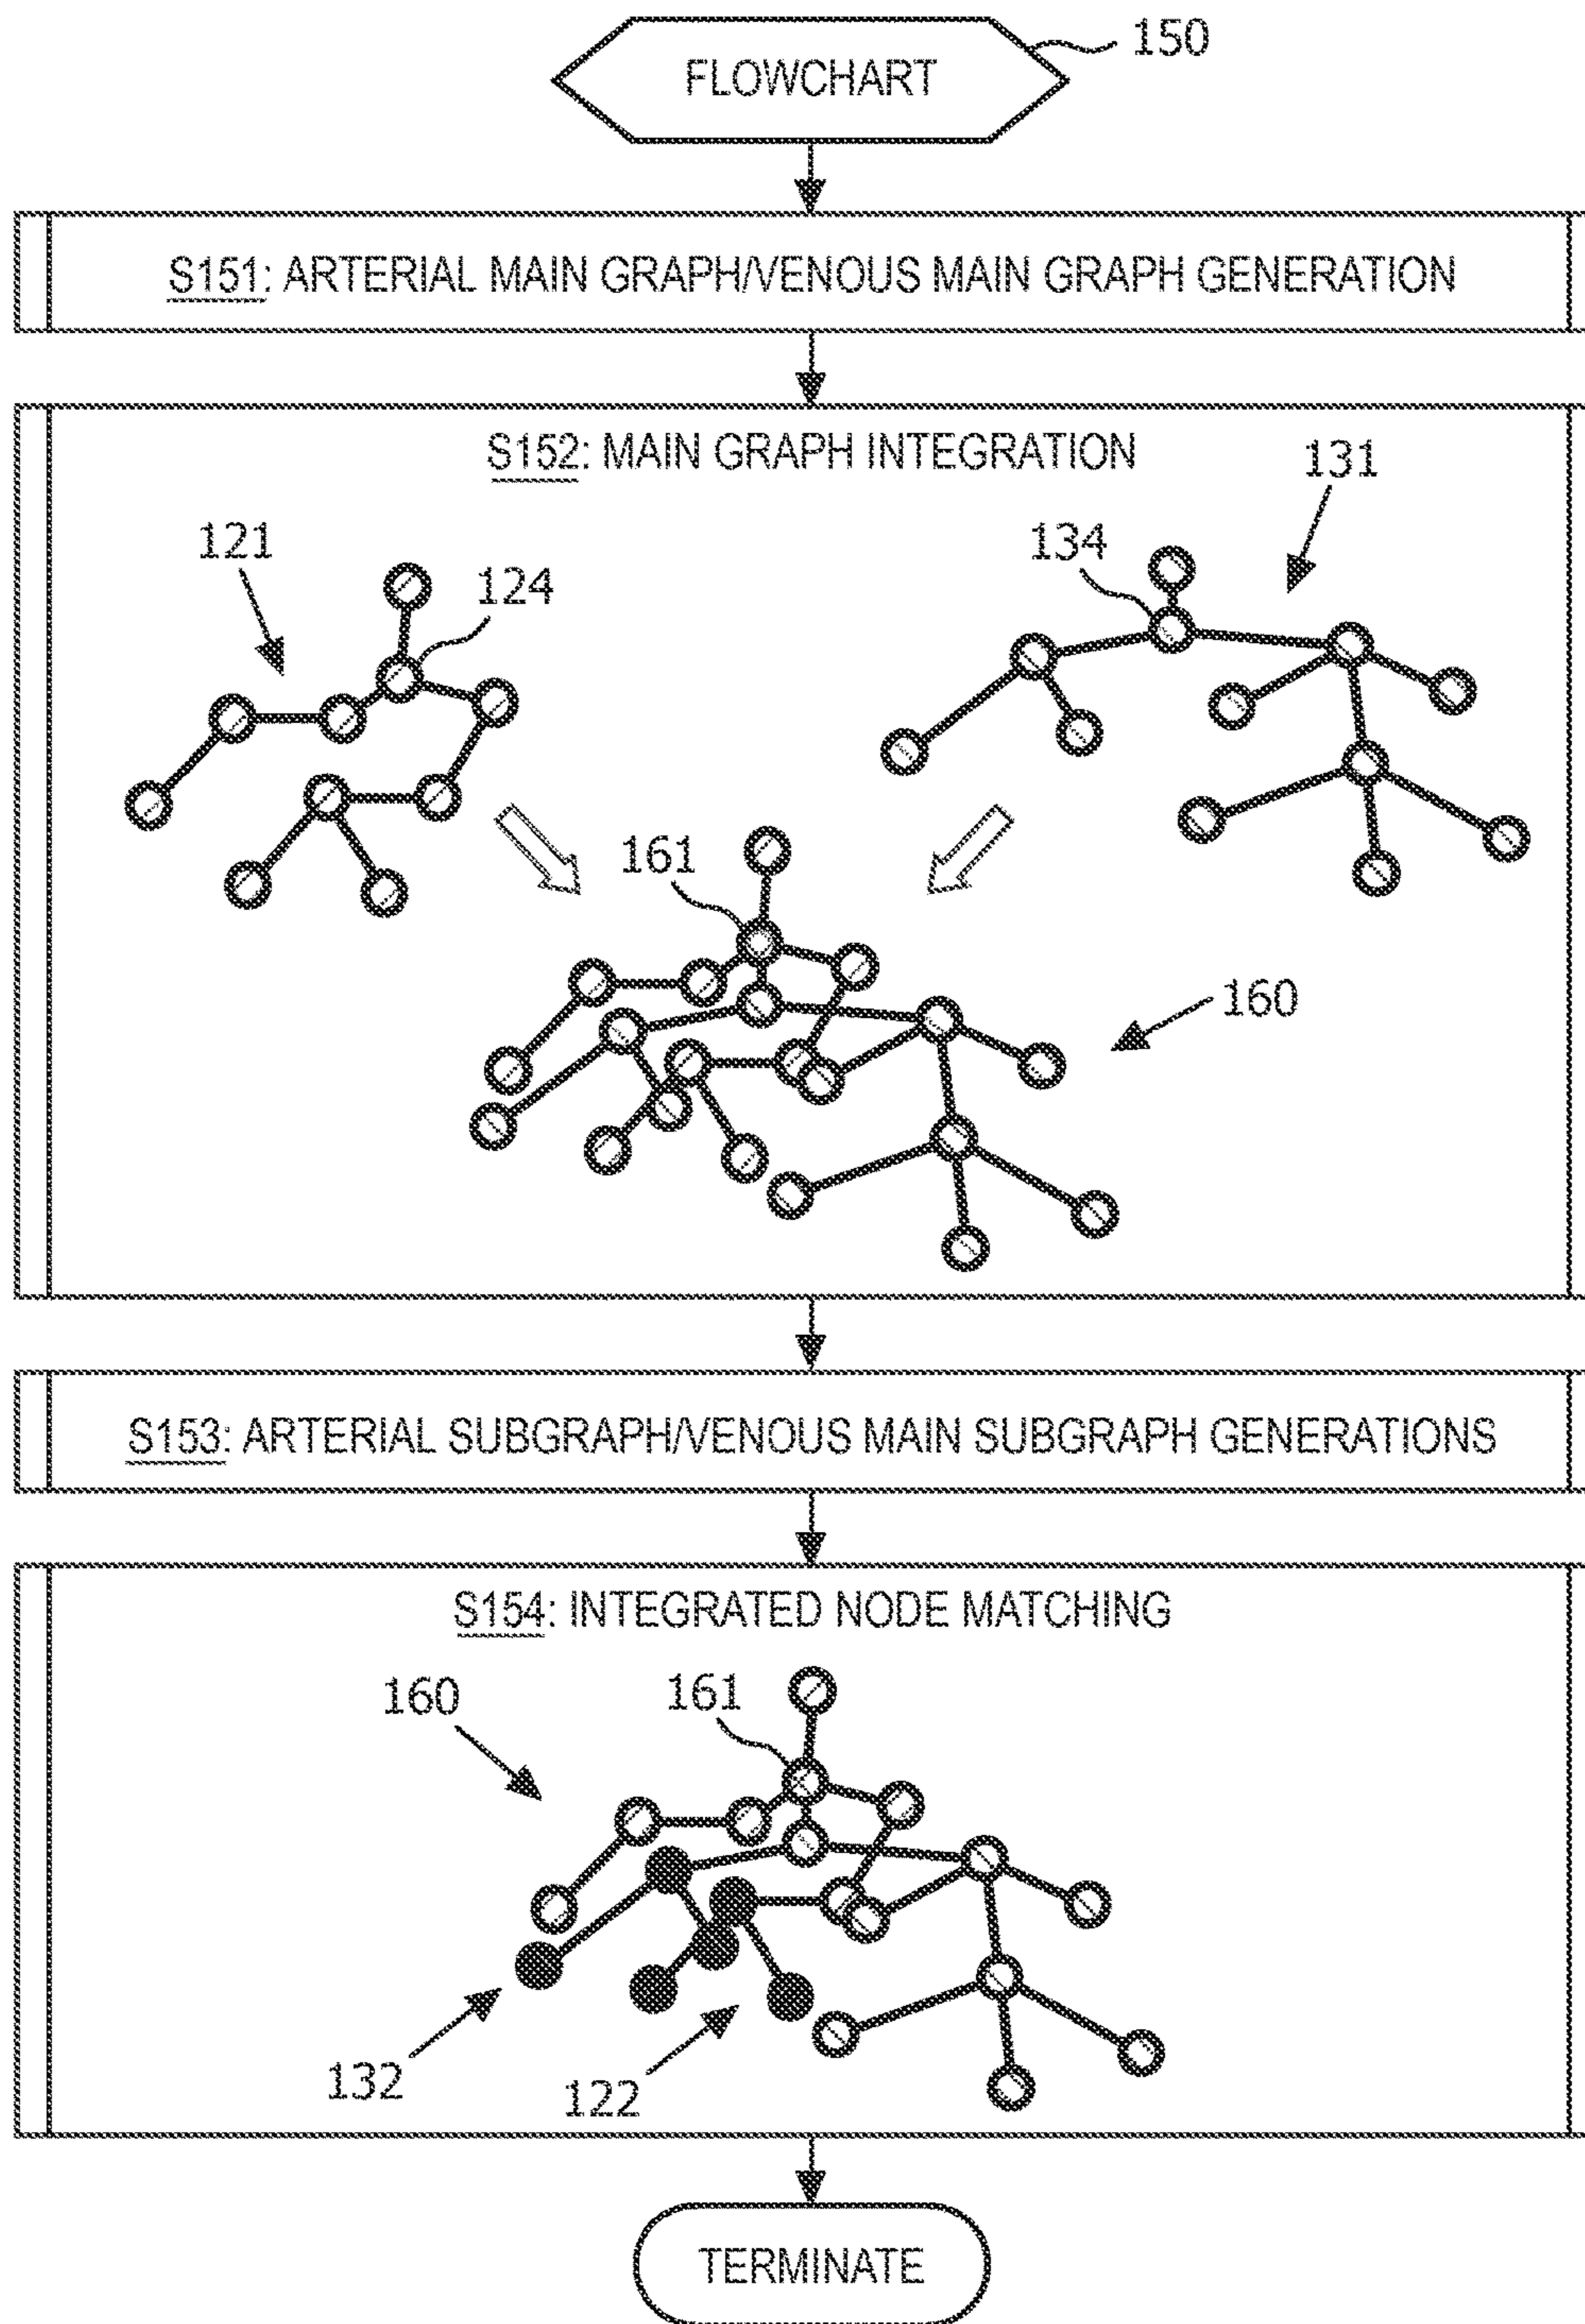 FLOWCHART
150
S151: ARTERIAL MAIN GRAPH/VENOUS MAIN GRAPH GENERATION
S152: MAIN GRAPH INTEGRATION
131
121
134
124
161
160
S153: ARTERIAL SUBGRAPH/VENOUS MAIN SUBGRAPH GENERATIONS
S154: INTEGRATED NODE MATCHING
160
161
132
122
TERMINATE